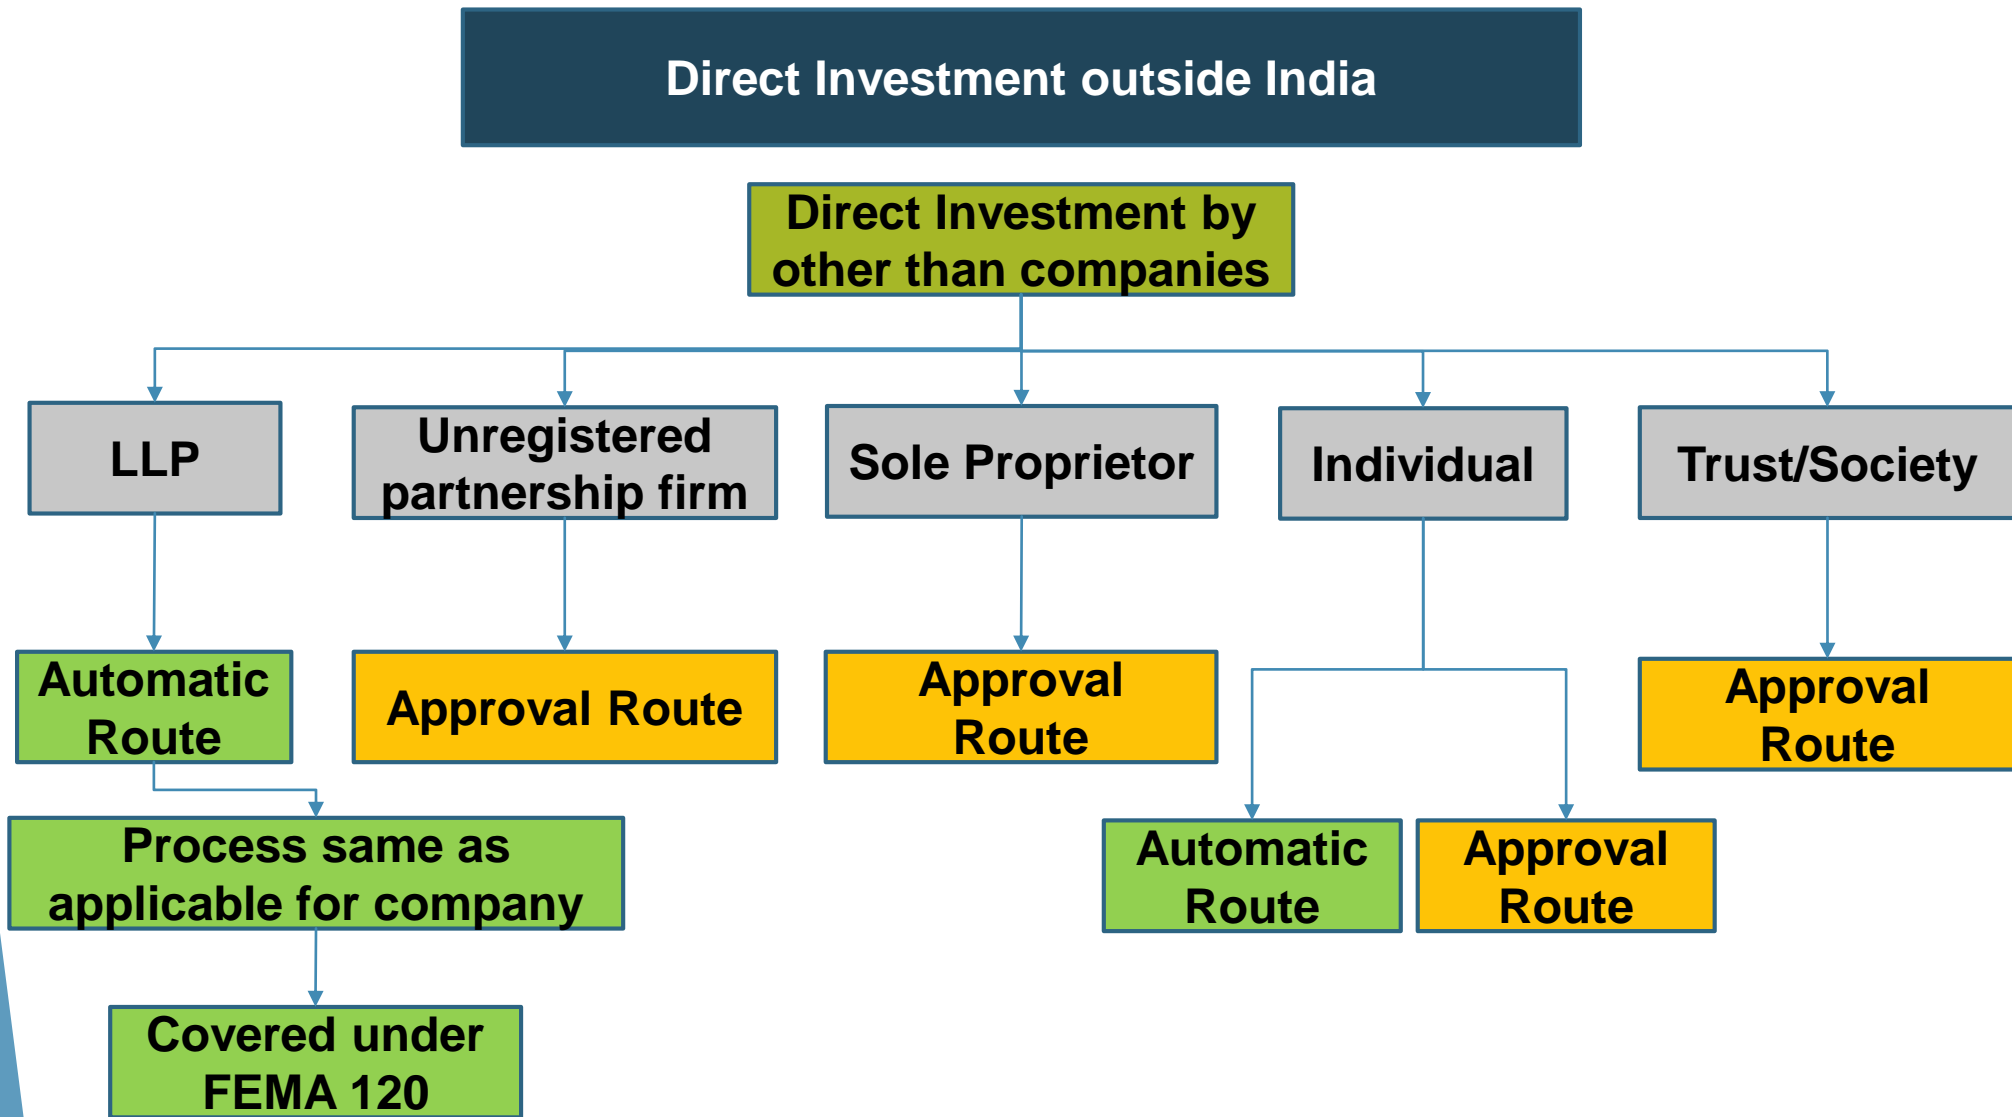 Direct Investment outside India
Direct Investment by
other than companies
LLP
Unregistered
partnership firm
Sole Proprietor
Individual
Trust/Society
Automatic
Route
Approval Route
Approval
Route
Approval
Route
Automatic
Route
Approval
Route
Process same as
applicable for company
Covered under
FEMA 120